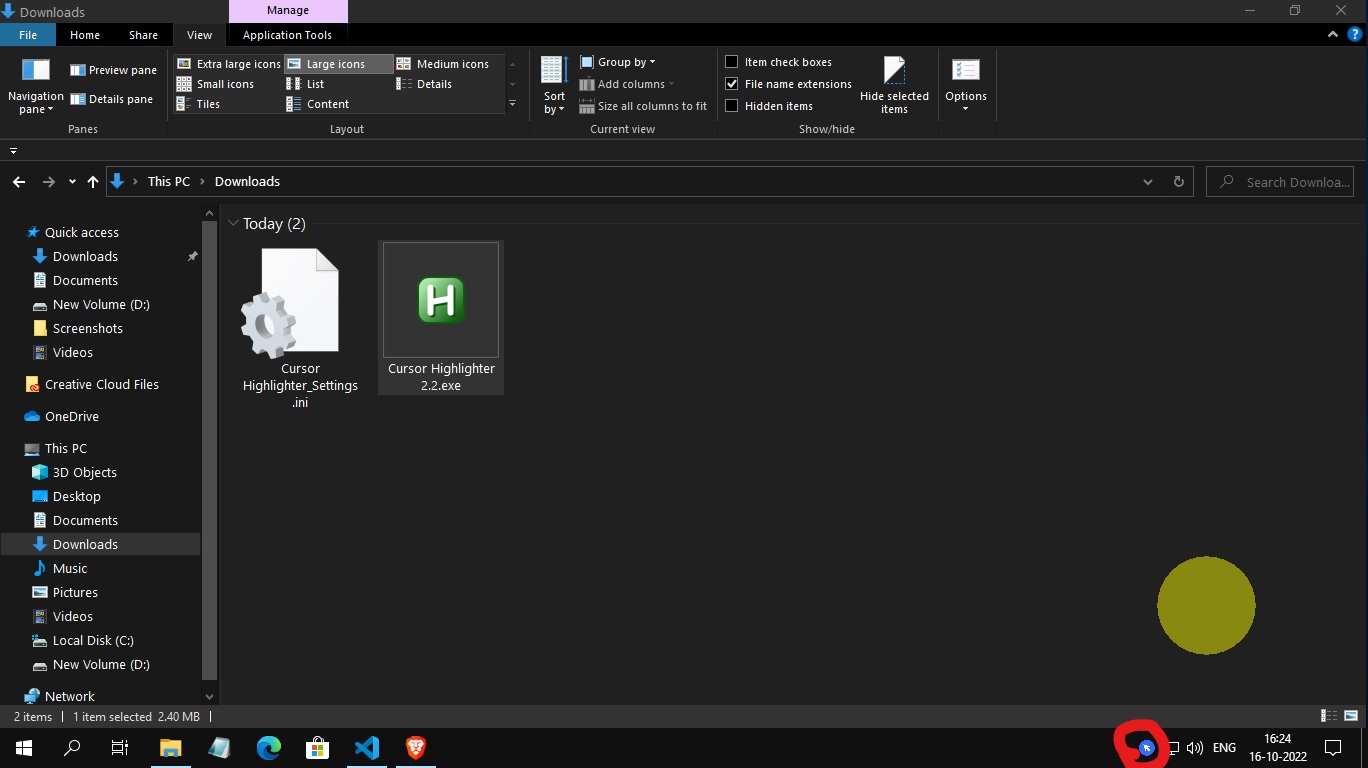 Downloads
Manage
File
Home
Share
View
Application Tools
?
Navigation
pane
Preview pane
Details pane
Panes
Extra large icons
Large icons
Medium icons
Small icons
List
Details
Tiles
Content
Layout
Sort
by
Group by
Add columns
Size all columns to fit
Current view
Item check boxes
File name extensions
Hidden items
Hide selected
items
Show/hide
Options
This PC
Downloads
Search Downloa...
Quick access
Downloads
Documents
New Volume (D:)
Screenshots
Videos
Creative Cloud Files
OneDrive
This PC
3D Objects
Desktop
Documents
Downloads
Music
Pictures
Videos
Local Disk (C:)
New Volume (D:)
Network
Today (2)
Cursor
Highlighter_Settings
.ini
H
Cursor Highlighter
2.2.exe
2 items
1 item selected 2.40 MB
ENG
16:24
16-10-2022